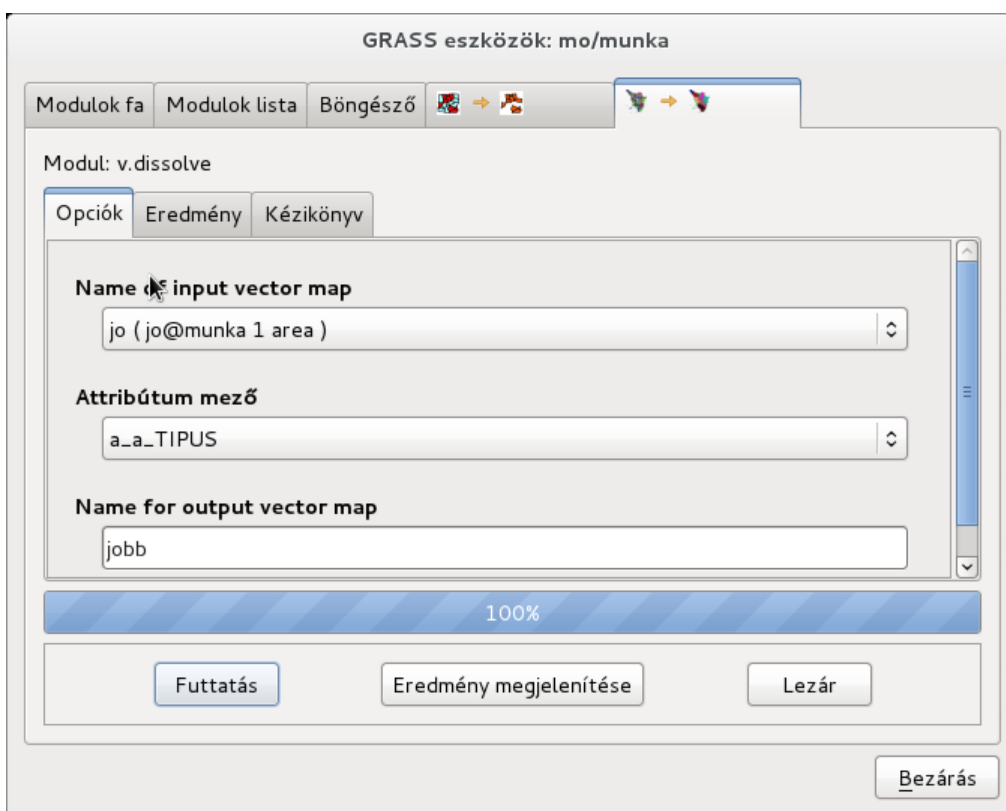 GRASS eszközök: mo/munka
Modulok fa Modulok lista Böngésző
Modul: v.dissolve
Opciók Eredmény Kézikönyv
Name of input vector map
jo ( jo@munka 1 area )
Attribútum mező
a_a_TIPUS
Name for output vector map
jobb
100%
Futtatás Eredmény megjelenítése Lezár
Bezárás